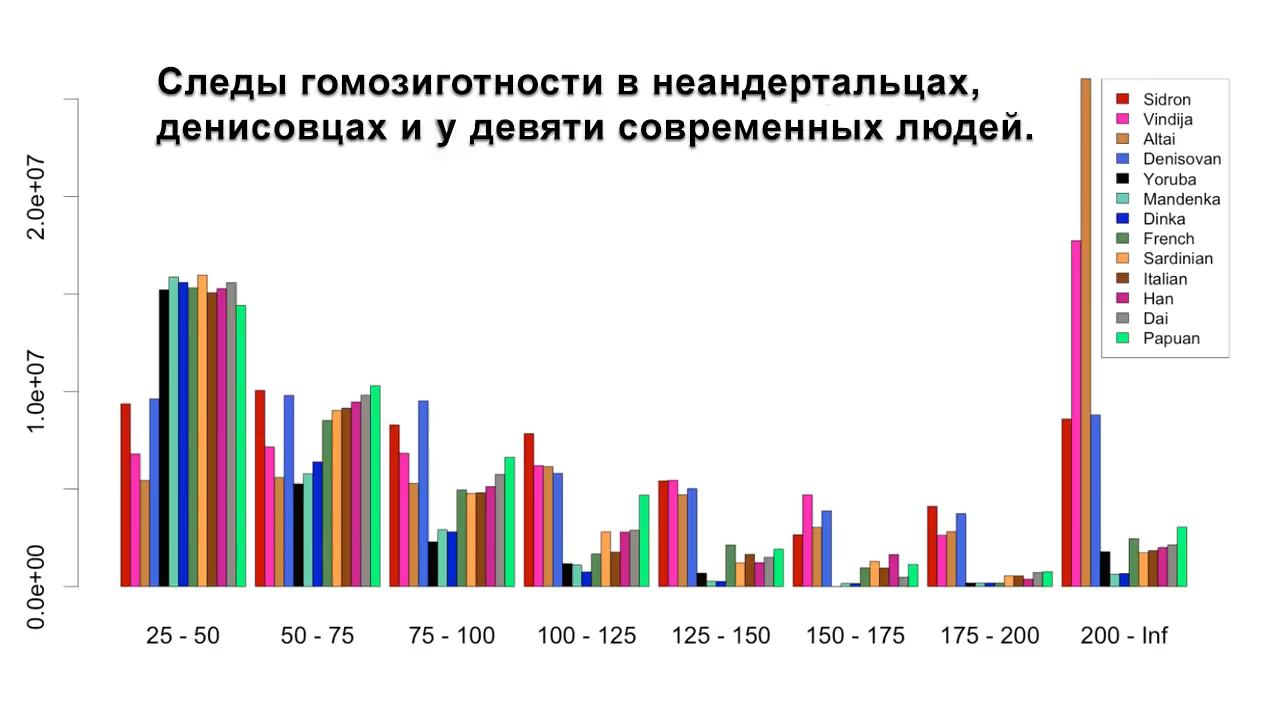 Следы гомозиготности в неандертальцах,
денисовцах и у девяти современных людей.
2.0e+07
1.0e+07
0.0e+00
Sidron
Vindija
Altai
Denisovan
Yoruba
Mandenka
Dinka
French
Sardinian
Italian
Han
Dai
Papuan
25 - 50
50 - 75
75 - 100
100 - 125
125 - 150
150 - 175
175 - 200
200 - Inf